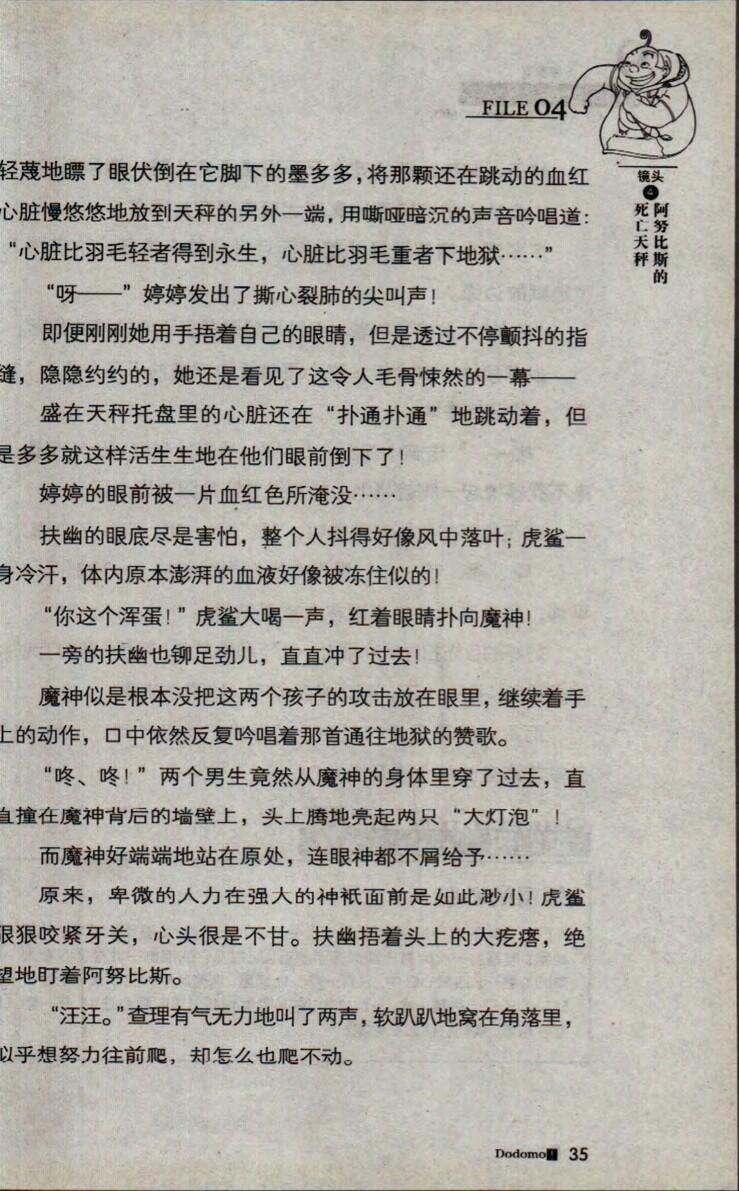 FILE 04
镜头
4
阿努比斯的
死亡天秤
轻蔑地瞟了眼伏倒在它脚下的墨多多，将那颗还在跳动的血红
心脏慢悠悠地放到天秤的另外一端，用嘶哑暗沉的声音吟唱道：
“心脏比羽毛轻者得到永生，心脏比羽毛重者下地狱……”
“呀——”婷婷发出了撕心裂肺的尖叫声！
即便刚刚她用手捂着自己的眼睛，但是透过不停颤抖的指
缝，隐隐约约的，她还是看见了这令人毛骨悚然的一幕——
盛在天秤托盘里的心脏还在“扑通扑通”地跳动着，但
是多多就这样活生生地在他们眼前倒下了！
婷婷的眼前被一片血红色所淹没……
扶幽的眼底尽是害怕，整个人抖得好像风中落叶；虎鲨一
身冷汗，体内原本澎湃的血液好像被冻住似的！
“你这个浑蛋！”虎鲨大喝一声，红着眼睛扑向魔神！
一旁的扶幽也铆足劲儿，直直冲了过去！
魔神似是根本没把这两个孩子的攻击放在眼里，继续着手
上的动作，口中依然反复吟唱着那首通往地狱的赞歌。
“咚、咚！”两个男生竟然从魔神的身体里穿了过去，直
直撞在魔神背后的墙壁上，头上腾地亮起两只“大灯泡”！
而魔神好端端地站在原处，连眼神都不屑给予……
原来，卑微的人力在强大的神祇面前是如此渺小！虎鲨
狠狠咬紧牙关，心头很是不甘。扶幽捂着头上的大疙瘩，绝
望地盯着阿努比斯。
“汪汪。”查理有气无力地叫了两声，软趴趴地窝在角落里，
似乎想努力往前爬，却怎么也爬不动。
Dodomo! 35